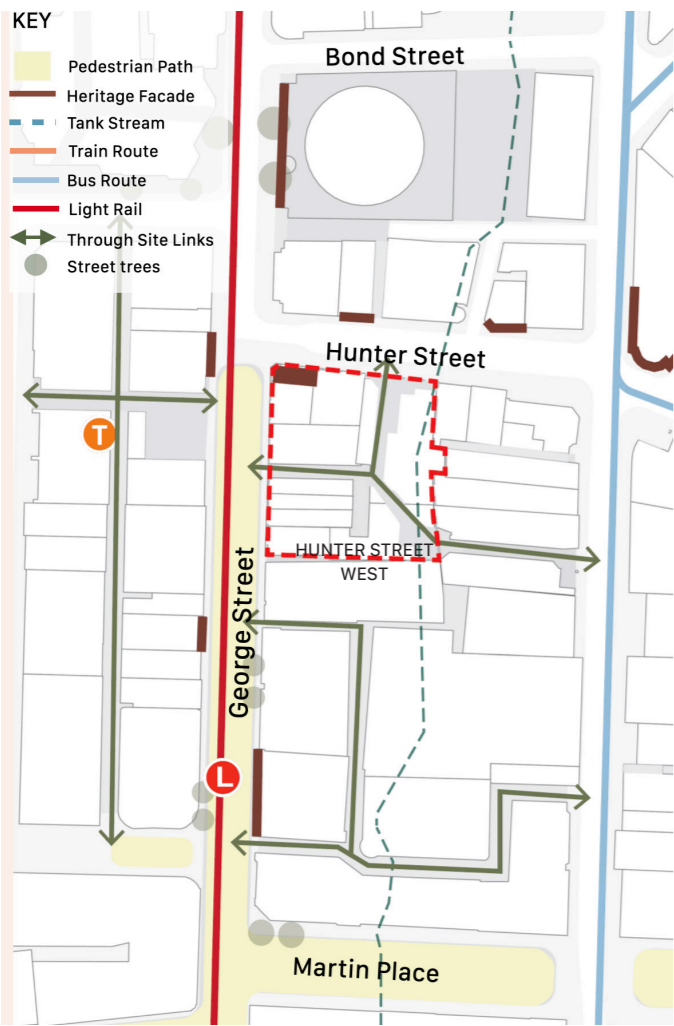 KEY
Pedestrian Path
Heritage Facade
Tank Stream
Train Route
Bus Route
Light Rail
Through Site Links
Street trees
Bond Street
Hunter Street
T
HUNTER STREET
WEST
George Street
L
Martin Place